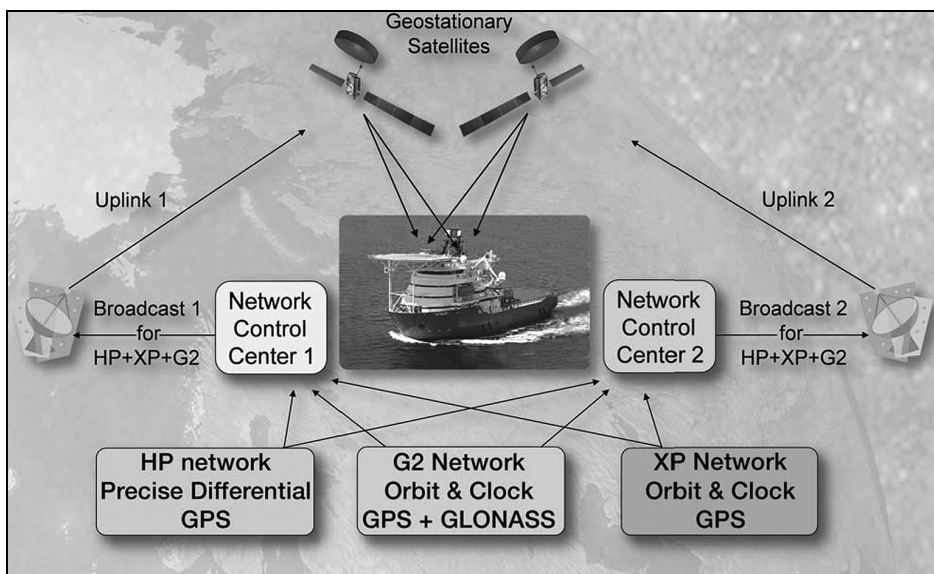 Geostationary
Satellites
Uplink 1
Uplink 2
Broadcast 1
for
HP+XP+G2
Network
Control
Center 1
Network
Control
Center 2
Broadcast 2
for
HP+XP+G2
HP network
Precise Differential
GPS
G2 Network
Orbit & Clock
GPS + GLONASS
XP Network
Orbit & Clock
GPS